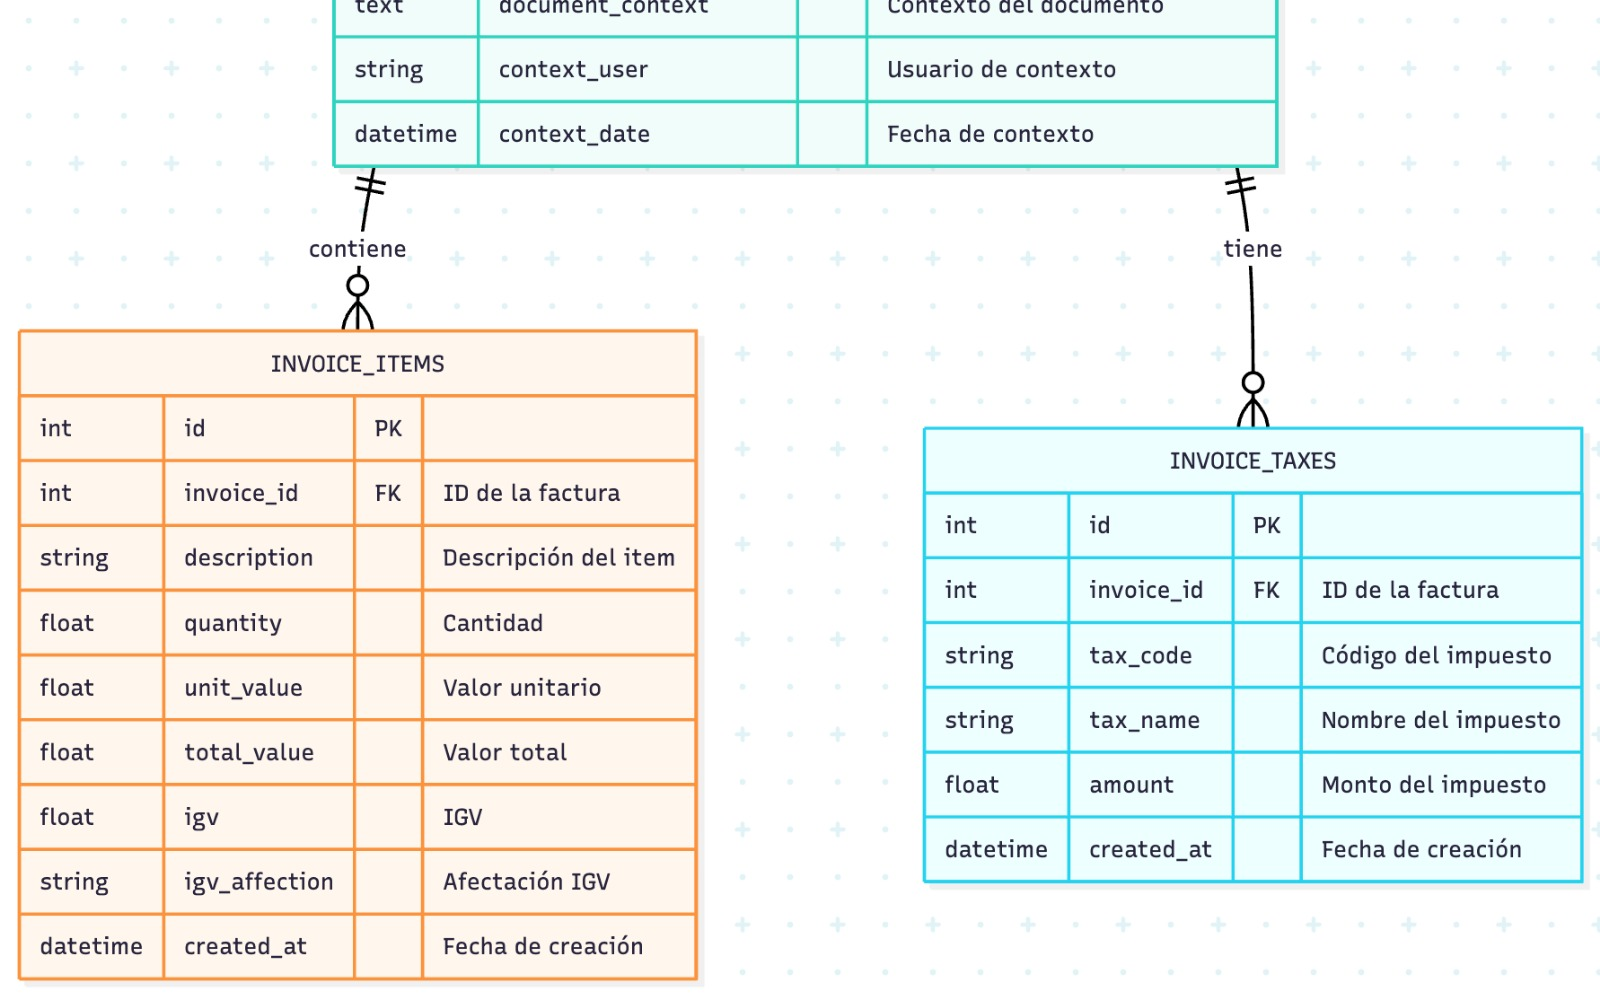 text document_context Contexto del documento
string context_user Usuario de contexto
datetime context_date Fecha de contexto
contiene
tiene
INVOICE_ITEMS
int id PK
int invoice_id FK ID de la factura
string description Descripción del item
float quantity Cantidad
float unit_value Valor unitario
float total_value Valor total
float igv IGV
string igv_affection Afectación IGV
datetime created_at Fecha de creación
INVOICE_TAXES
int id PK
int invoice_id FK ID de la factura
string tax_code Código del impuesto
string tax_name Nombre del impuesto
float amount Monto del impuesto
datetime created_at Fecha de creación